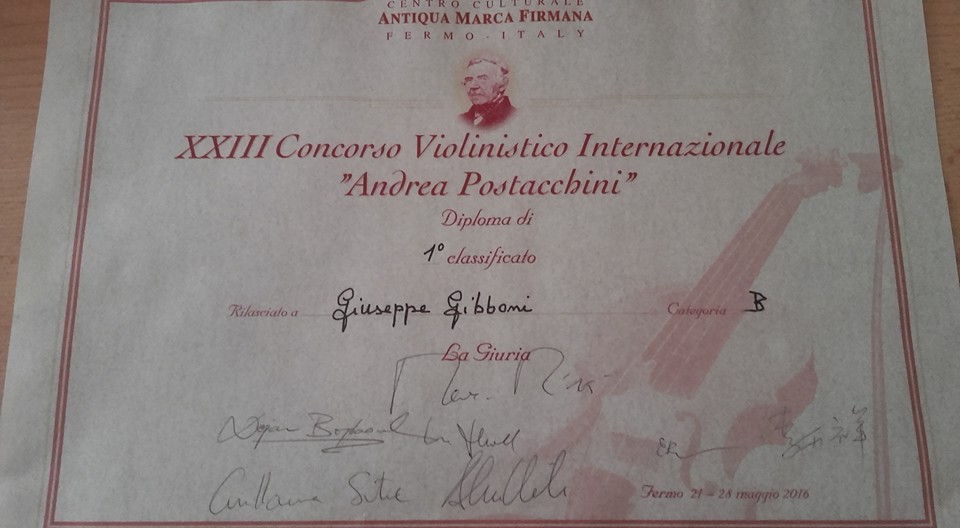 CENTRO CULTURALE
ANTIQUA MARCA FIRMANA
FERMO - ITALY
XXIII Concorso Violinistico Internazionale
"Andrea Postacchini"
Diploma di
1° classificato
Rilasciato a Giuseppe Gibboni Categoria B
La Giuria
Fermo 21 - 28 maggio 2016